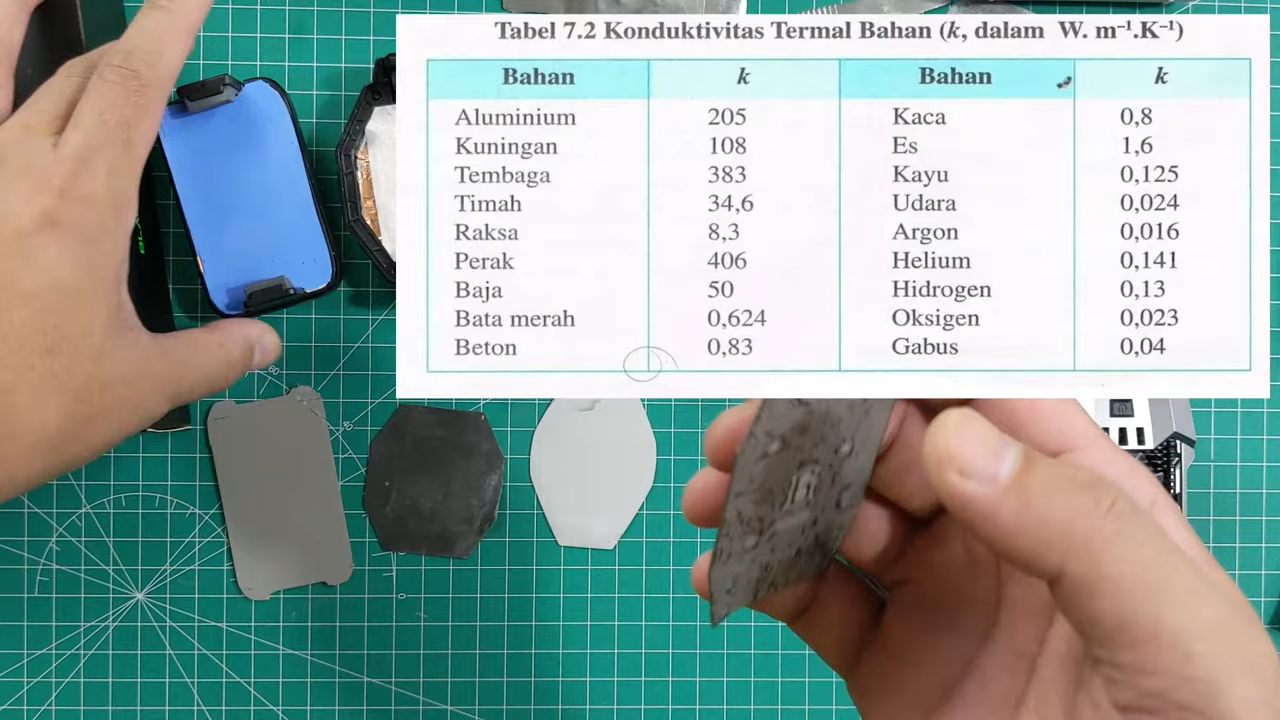 Tabel 7.2 Konduktivitas Termal Bahan (k, dalam W. m⁻¹.K⁻¹)
Bahan k Bahan k
Aluminium 205 Kaca 0,8
Kuningan 108 Es 1,6
Tembaga 383 Kayu 0,125
Timah 34,6 Udara 0,024
Raksa 8,3 Argon 0,016
Perak 406 Helium 0,141
Baja 50 Hidrogen 0,13
Bata merah 0,624 Oksigen 0,023
Beton 0,83 Gabus 0,04
60
45
0